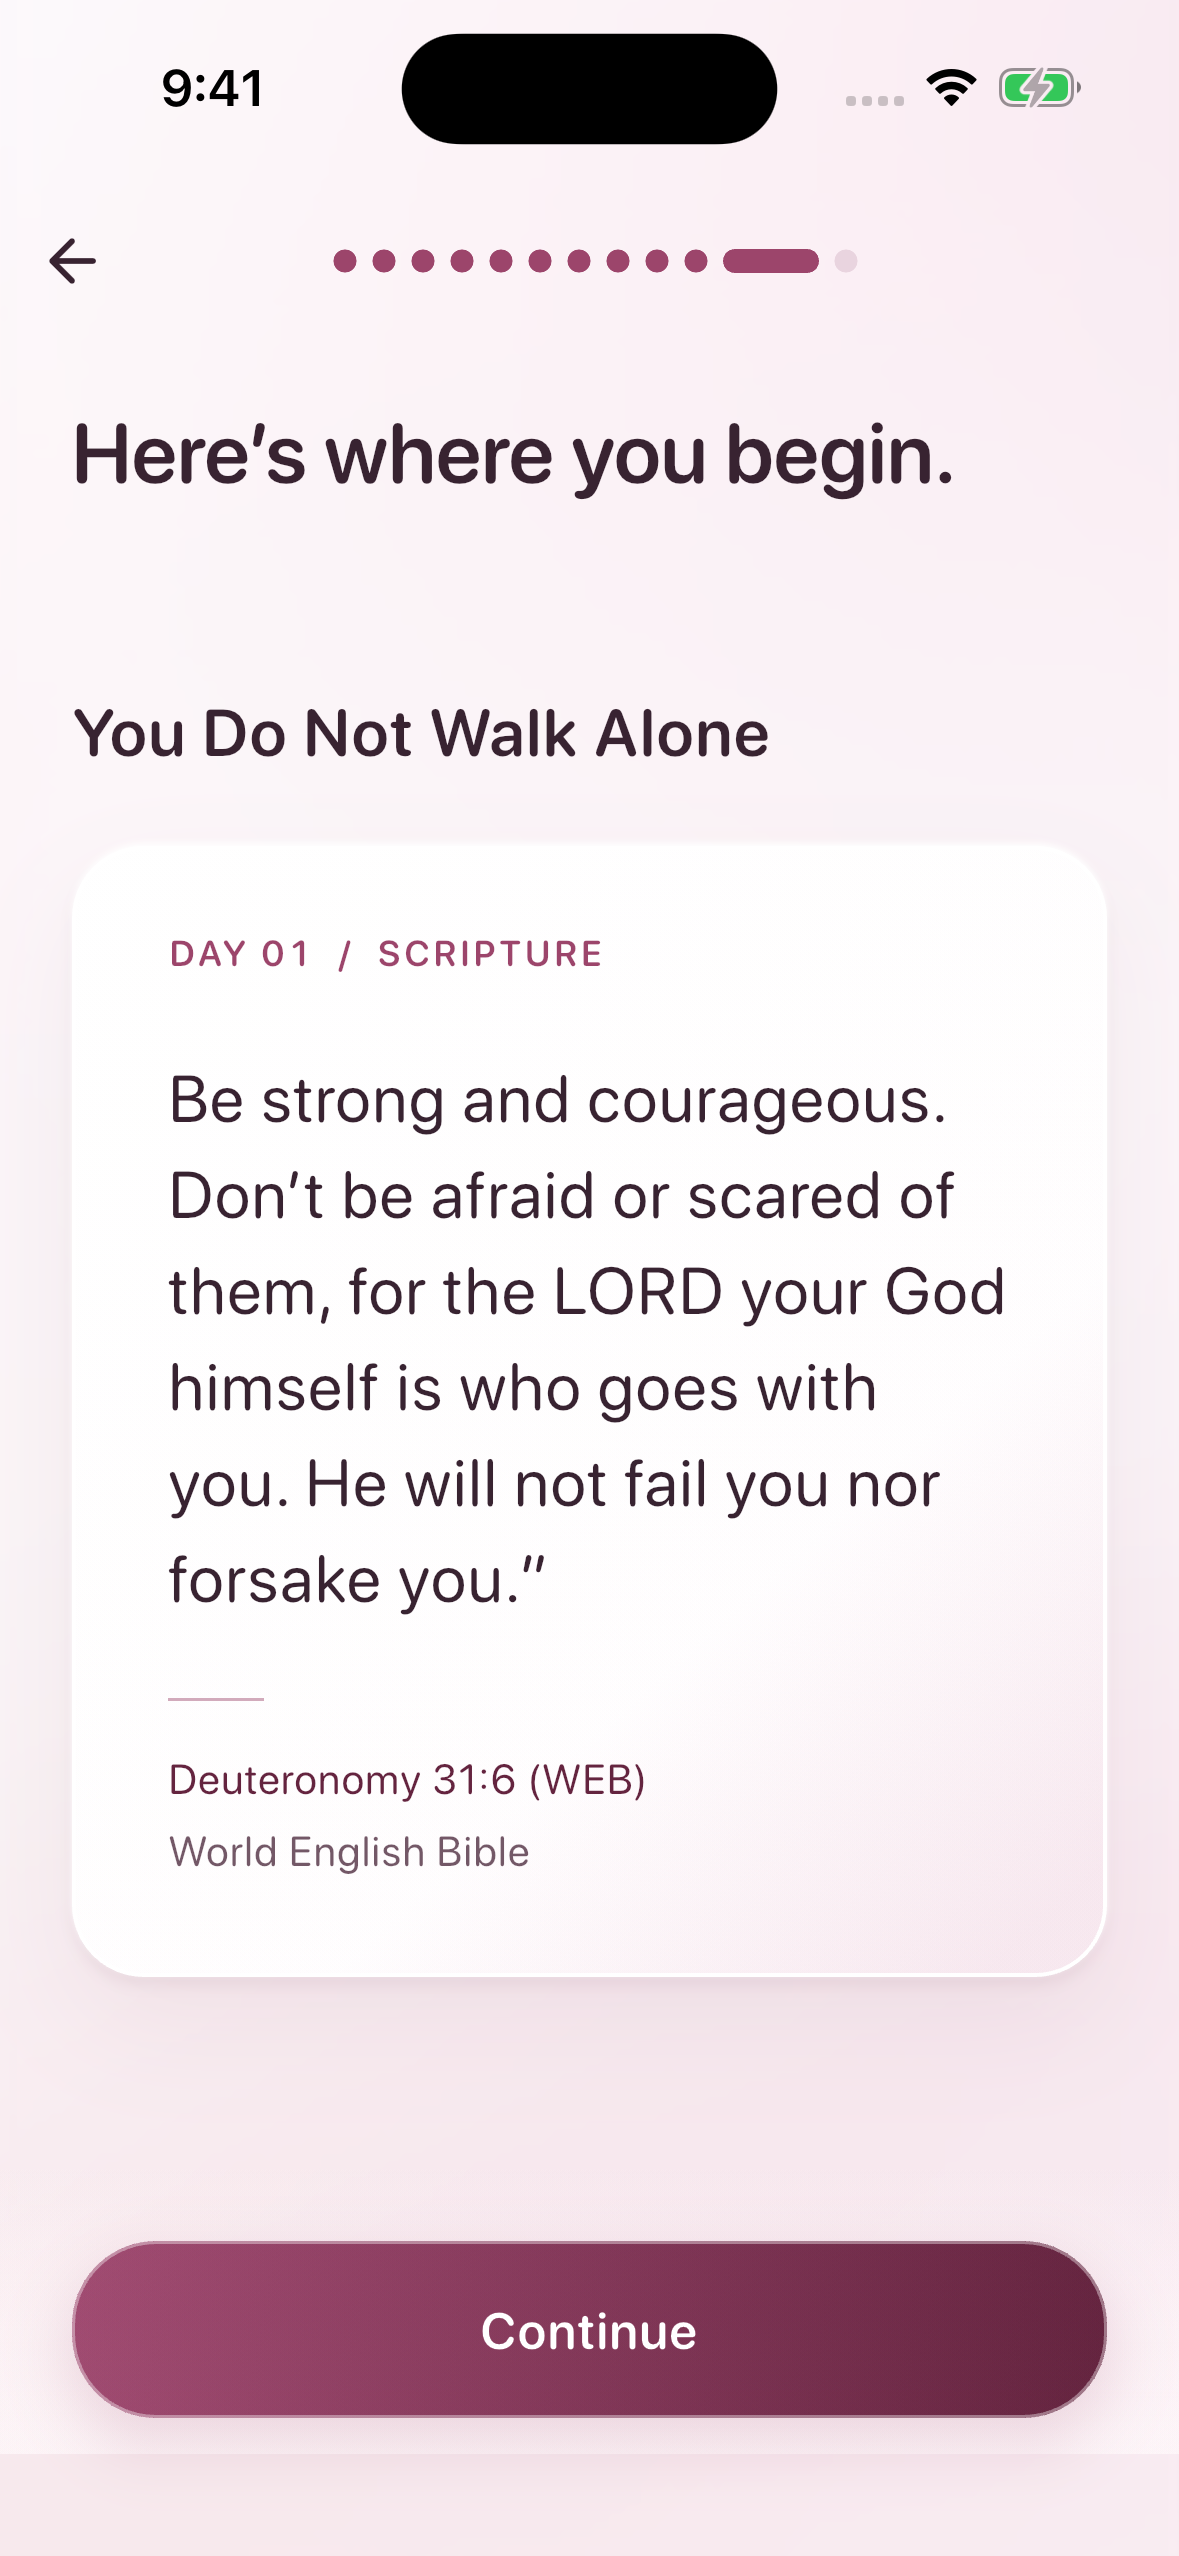 9:41
Here’s where you begin.
You Do Not Walk Alone
DAY 01 / SCRIPTURE
Be strong and courageous.
Don’t be afraid or scared of
them, for the LORD your God
himself is who goes with
you. He will not fail you nor
forsake you.”
Deuteronomy 31:6 (WEB)
World English Bible
Continue